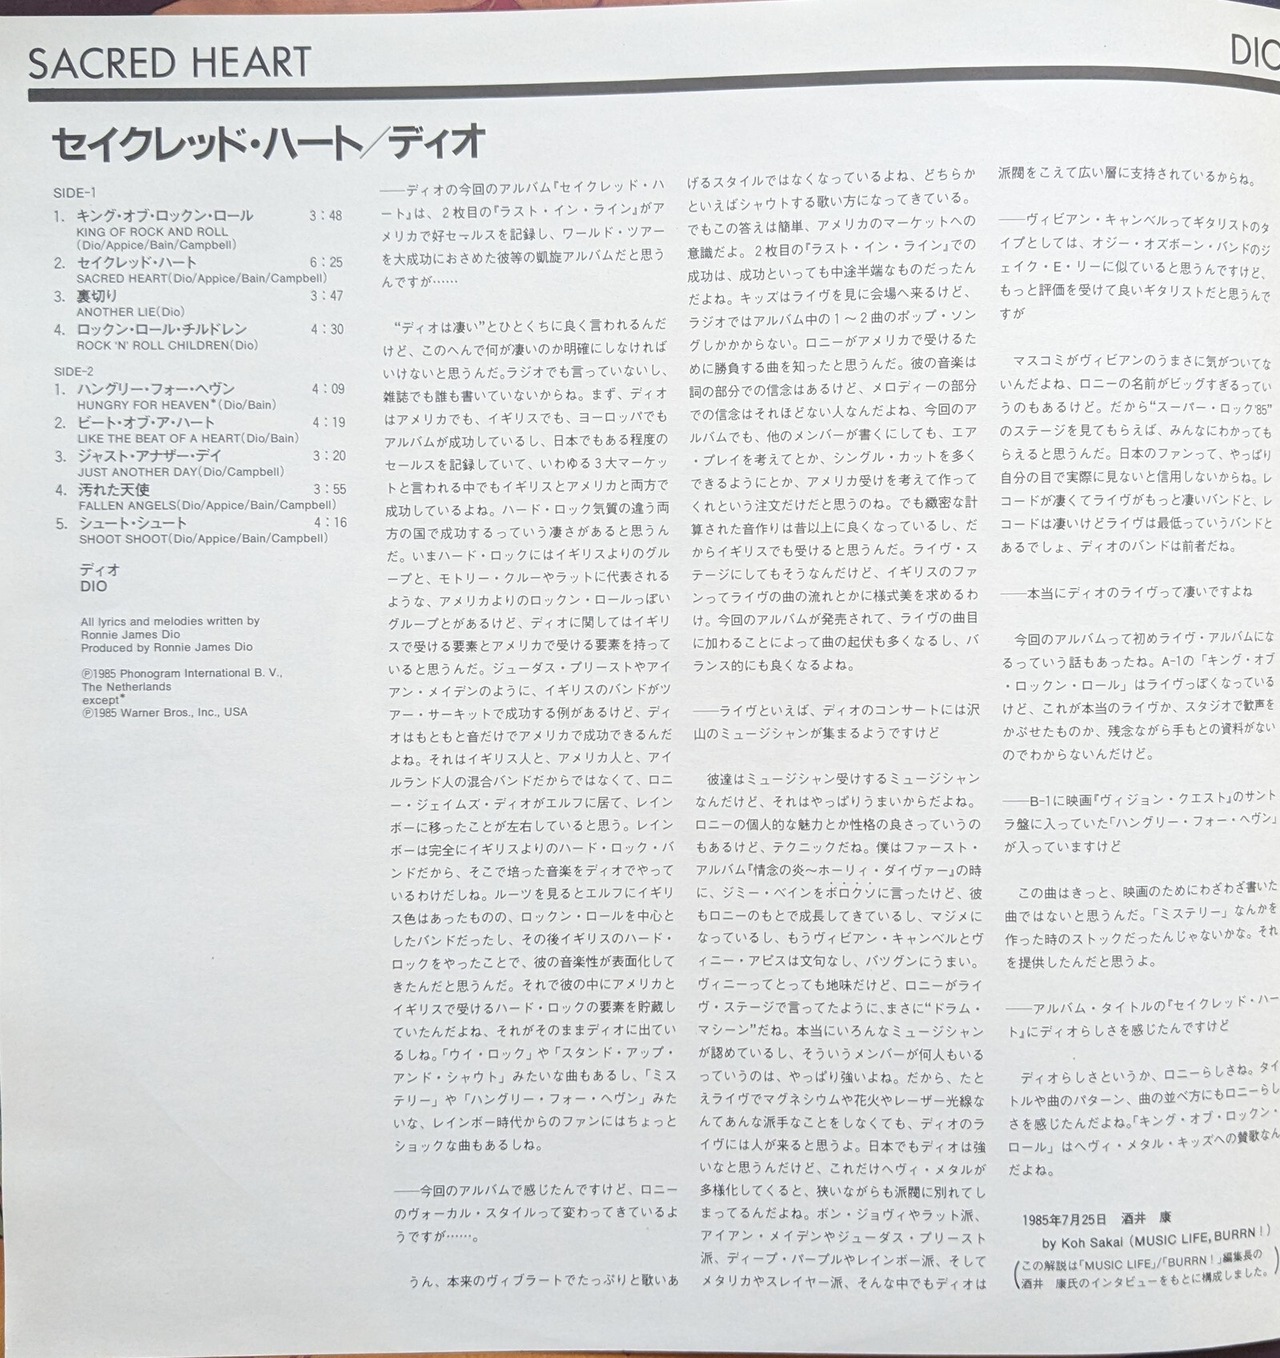 SACRED HEART
DIO
セイクレッド・ハート／ディオ
SIDE-1
1. キング・オブ・ロックン・ロール 3：48
KING OF ROCK AND ROLL
(Dio/Appice/Bain/Campbell)
2. セイクレッド・ハート 6：25
SACRED HEART(Dio/Appice/Bain/Campbell)
3. 裏切り 3：47
ANOTHER LIE(Dio)
4. ロックン・ロール・チルドレン 4：30
ROCK 'N' ROLL CHILDREN(Dio)
SIDE-2
1. ハングリー・フォー・ヘヴン 4：09
HUNGRY FOR HEAVEN*(Dio/Bain)
2. ビート・オブ・ア・ハート 4：19
LIKE THE BEAT OF A HEART(Dio/Bain)
3. ジャスト・アナザー・デイ 3：20
JUST ANOTHER DAY(Dio/Campbell)
4. 汚れた天使 3：55
FALLEN ANGELS(Dio/Appice/Bain/Campbell)
5. シュート・シュート 4：16
SHOOT SHOOT(Dio/Appice/Bain/Campbell)
ディオ
DIO
All lyrics and melodies written by
Ronnie James Dio
Produced by Ronnie James Dio
Ⓟ1985 Phonogram International B. V.,
The Netherlands
except*
Ⓟ1985 Warner Bros., Inc., USA
――ディオの今回のアルバム『セイクレッド・ハ
ート』は、２枚目の『ラスト・イン・ライン』がア
メリカで好セールスを記録し、ワールド・ツアー
を大成功におさめた彼等の凱旋アルバムだと思う
んですが……
“ディオは凄い”とひとくちに良く言われるんだ
けど、このへんで何が凄いのか明確にしなければ
いけないと思うんだ。ラジオでも言っていないし、
雑誌でも誰も書いていないからね。まず、ディオ
はアメリカでも、イギリスでも、ヨーロッパでも
アルバムが成功しているし、日本でもある程度の
セールスを記録していて、いわゆる３大マーケッ
トと言われる中でもイギリスとアメリカと両方で
成功しているよね。ハード・ロック気質の違う両
方の国で成功するっていう凄さがあると思うん
だ。いまハード・ロックにはイギリスよりのグル
ープと、モトリー・クルーやラットに代表される
ような、アメリカよりのロックン・ロールっぽい
グループとがあるけど、ディオに関してはイギリ
スで受ける要素とアメリカで受ける要素を持って
いると思うんだ。ジューダス・プリーストやアイ
アン・メイデンのように、イギリスのバンドがツ
アー・サーキットで成功する例があるけど、ディ
オはもともと音だけでアメリカで成功できるんだ
よね。それはイギリス人と、アメリカ人と、アイ
ルランド人の混合バンドだからではなくて、ロニ
ー・ジェイムズ・ディオがエルフに居て、レイン
ボーに移ったことが左右していると思う。レイン
ボーは完全にイギリスよりのハード・ロック・バ
ンドだから、そこで培った音楽をディオでやって
いるわけだしね。ルーツを見るとエルフにイギリ
ス色はあったものの、ロックン・ロールを中心と
したバンドだったし、その後イギリスのハード・
ロックをやったことで、彼の音楽性が表面化して
きたんだと思うんだ。それで彼の中にアメリカと
イギリスで受けるハード・ロックの要素を貯蔵し
ていたんだよね、それがそのままディオに出てい
るしね。「ウイ・ロック」や「スタンド・アップ・
アンド・シャウト」みたいな曲もあるし、「ミス
テリー」や「ハングリー・フォー・ヘヴン」みた
いな、レインボー時代からのファンにはちょっと
ショックな曲もあるしね。
――今回のアルバムで感じたんですけど、ロニー
のヴォーカル・スタイルって変わってきているよ
うですが……。
うん、本来のヴィブラートでたっぷりと歌いあ
げるスタイルではなくなっているよね、どちらか
といえばシャウトする歌い方になってきている。
でもこの答えは簡単、アメリカのマーケットへの
意識だよ。２枚目の『ラスト・イン・ライン』での
成功は、成功といっても中途半端なものだったん
だよね。キッズはライヴを見に会場へ来るけど、
ラジオではアルバム中の１～２曲のポップ・ソン
グしかかからない。ロニーがアメリカで受けるた
めに勝負する曲を知ったと思うんだ。彼の音楽は
詞の部分での信念はあるけど、メロディーの部分
での信念はそれほどない人なんだよね、今回のア
ルバムでも、他のメンバーが書くにしても、エア
・プレイを考えてとか、シングル・カットを多く
できるようにとか、アメリカ受けを考えて作って
くれという注文だけだと思うのね。でも緻密な計
算された音作りは昔以上に良くなっているし、だ
からイギリスでも受けると思うんだ。ライヴ・ス
テージにしてもそうなんだけど、イギリスのファ
ンってライヴの曲の流れとかに様式美を求めるわ
け。今回のアルバムが発売されて、ライヴの曲目
に加わることによって曲の起伏も多くなるし、バ
ランス的にも良くなるよね。
――ライヴといえば、ディオのコンサートには沢
山のミュージシャンが集まるようですけど
彼達はミュージシャン受けするミュージシャン
なんだけど、それはやっぱりうまいからだよね。
ロニーの個人的な魅力とか性格の良さっていうの
もあるけど、テクニックだね。僕はファースト・
アルバム『情念の炎～ホーリィ・ダイヴァー』の時
に、ジミー・ベインをボロクソに言ったけど、彼
もロニーのもとで成長してきているし、マジメに
なっているし、もうヴィビアン・キャンベルとヴ
ィニー・アピスは文句なし、バツグンにうまい。
ヴィニーってとっても地味だけど、ロニーがライ
ヴ・ステージで言ってたように、まさに“ドラム・
マシーン”だね。本当にいろんなミュージシャン
が認めているし、そういうメンバーが何人もいる
っていうのは、やっぱり強いよね。だから、たと
えライヴでマグネシウムや花火やレーザー光線な
んてあんな派手なことをしなくても、ディオのラ
イヴには人が来ると思うよ。日本でもディオは強
いなと思うんだけど、これだけヘヴィ・メタルが
多様化してくると、狭いながらも派閥に別れてし
まってるんだよね。ボン・ジョヴィやラット派、
アイアン・メイデンやジューダス・プリースト
派、ディープ・パープルやレインボー派、そして
メタリカやスレイヤー派、そんな中でもディオは
派閥をこえて広い層に支持されているからね。
――ヴィビアン・キャンベルってギタリストのタ
イプとしては、オジー・オズボーン・バンドのジ
ェイク・E・リーに似ていると思うんですけど、
もっと評価を受けて良いギタリストだと思うんで
すが
マスコミがヴィビアンのうまさに気がついてな
いんだよね、ロニーの名前がビッグすぎるってい
うのもあるけど。だから“スーパー・ロック'85”
のステージを見てもらえば、みんなにわかっても
らえると思うんだ。日本のファンって、やっぱり
自分の目で実際に見ないと信用しないからね。レ
コードが凄くてライヴがもっと凄いバンドと、レ
コードは凄いけどライヴは最低っていうバンドと
あるでしょ、ディオのバンドは前者だね。
――本当にディオのライヴって凄いですよね
今回のアルバムって初めライヴ・アルバムにな
るっていう話もあったね。A-1の「キング・オブ
・ロックン・ロール」はライヴっぽくなっている
けど、これが本当のライヴか、スタジオで歓声を
かぶせたものか、残念ながら手もとの資料がない
のでわからないんだけど。
――B-1に映画『ヴィジョン・クエスト』のサント
ラ盤に入っていた「ハングリー・フォー・ヘヴン」
が入っていますけど
この曲はきっと、映画のためにわざわざ書いた
曲ではないと思うんだ。「ミステリー」なんかを
作った時のストックだったんじゃないかな。それ
を提供したんだと思うよ。
――アルバム・タイトルの『セイクレッド・ハー
ト』にディオらしさを感じたんですけど
ディオらしさというか、ロニーらしさね。タイ
トルや曲のパターン、曲の並べ方にもロニーらし
さを感じたんだよね。「キング・オブ・ロックン・
ロール」はヘヴィ・メタル・キッズへの賛歌なん
だよね。
1985年7月25日　酒井　康
by Koh Sakai (MUSIC LIFE, BURRN！)
(この解説は「MUSIC LIFE」/「BURRN！」編集長の
酒井　康氏のインタビューをもとに構成しました。)